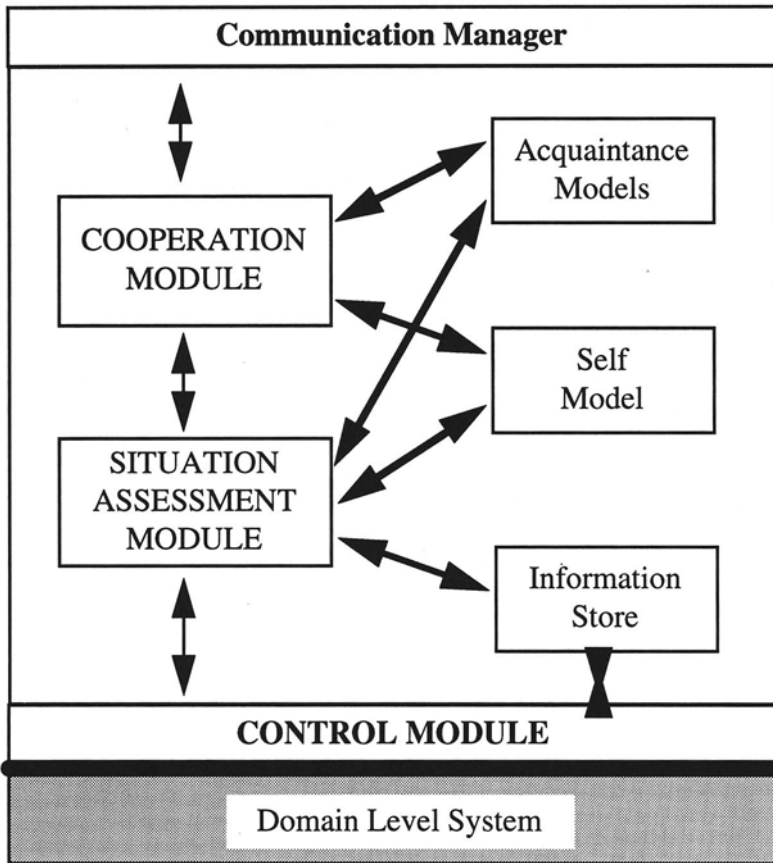 Communication Manager
Acquaintance
Models
COOPERATION
MODULE
Self
Model
SITUATION
ASSESSMENT
MODULE
Information
Store
CONTROL MODULE
Domain Level System